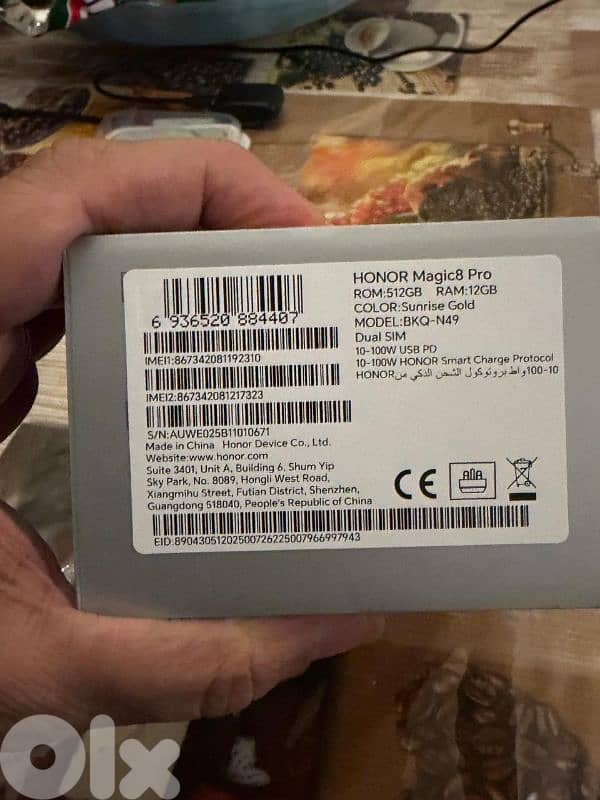 HONOR Magic8 Pro
ROM:512GB RAM:12GB
COLOR:Sunrise Gold
MODEL:BKQ-N49
Dual SIM
10-100W USB PD
10-100W HONOR Smart Charge Protocol
10-100واط بروتوكول الشحن الذكي من HONOR
6 936520 884407
IMEI1:867342081192310
IMEI2:867342081217323
S/N:AUWE025B11010671
Made in China Honor Device Co., Ltd.
Website:www.honor.com
Suite 3401, Unit A, Building 6, Shum Yip
Sky Park, No. 8089, Hongli West Road,
Xiangmihu Street, Futian District, Shenzhen,
Guangdong 518040, People's Republic of China
CE
EID:89043051202500726225007966997943
olx